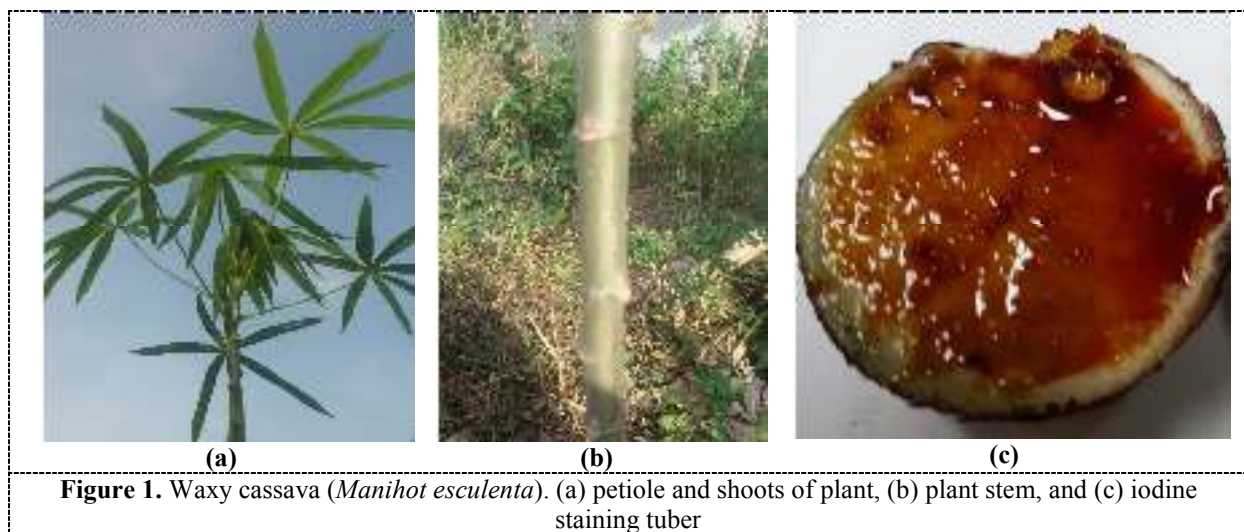 (a) (b) (c)
Figure 1. Waxy cassava (Manihot esculenta). (a) petiole and shoots of plant, (b) plant stem, and (c) iodine
staining tuber